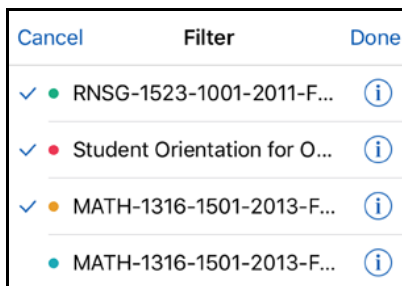 Cancel Filter Done
RNSG-1523-1001-2011-F...
Student Orientation for O...
MATH-1316-1501-2013-F...
MATH-1316-1501-2013-F...